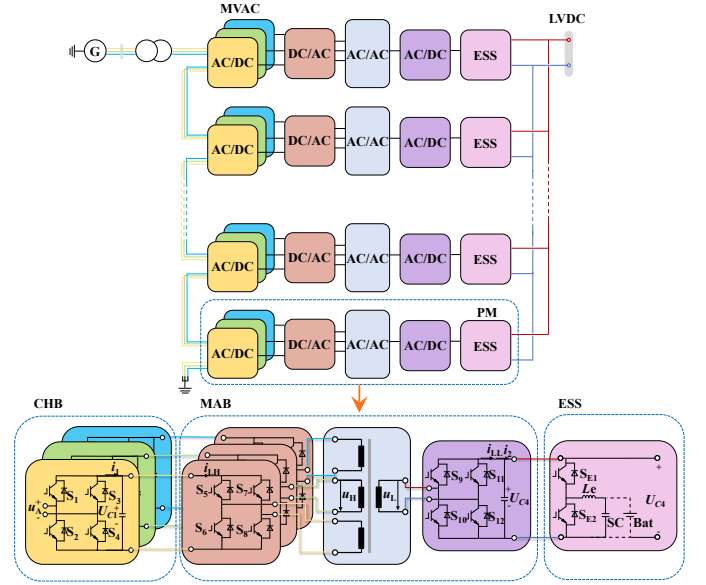 MVAC
LVDC
G
AC/DC
DC/AC
AC/AC
AC/DC
ESS
AC/DC
DC/AC
AC/AC
AC/DC
ESS
AC/DC
DC/AC
AC/AC
AC/DC
ESS
PM
AC/DC
DC/AC
AC/AC
AC/DC
ESS
CHB
MAB
ESS
S1
S3
S2
S4
uA
+
-
UC1
+
-
iLH
S5
S7
S6
S8
uH
uL
iLL
i2
S9
S11
S10
S12
UC4
+
-
SE1
SE2
Le
SC
Bat
UC4
+
-